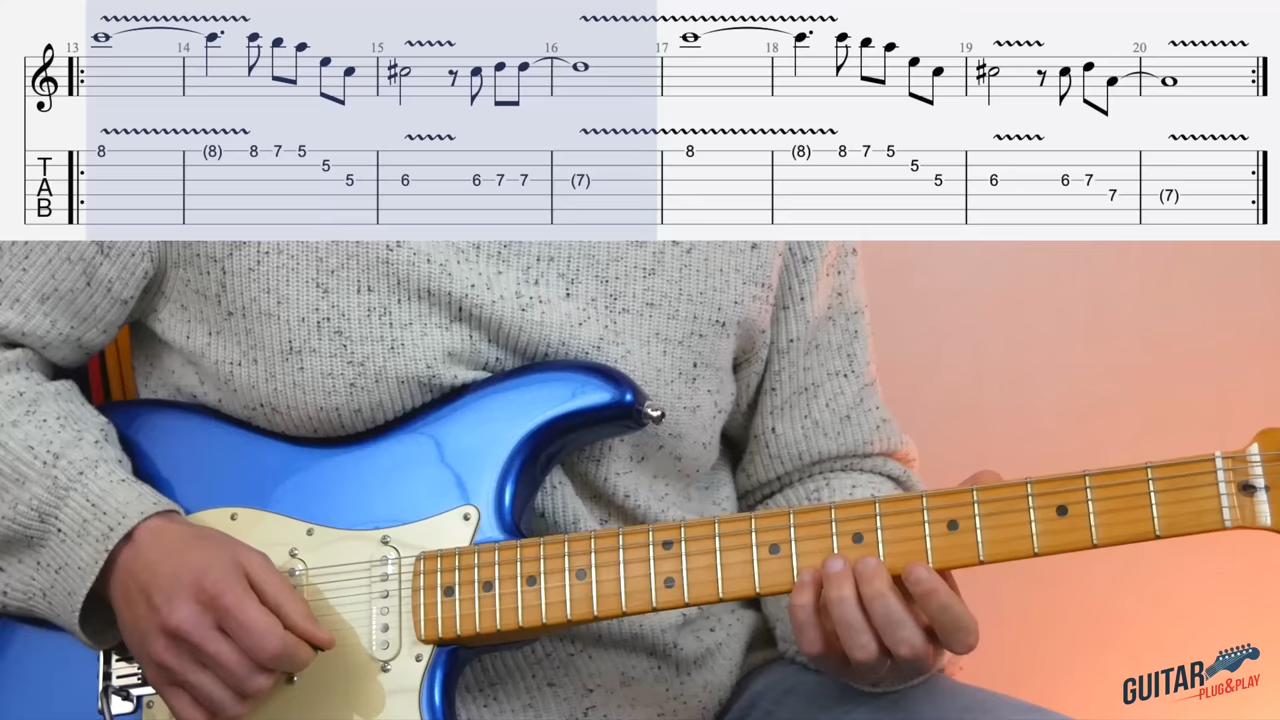 13 14 15 16 17 18 19 20
8 (8) 8 7 5 8 (8) 8 7 5
T 5 5
A 5 6 6 7 7 (7) 5 6 6 7
B 7 (7)
GUITAR
PLUG&PLAY